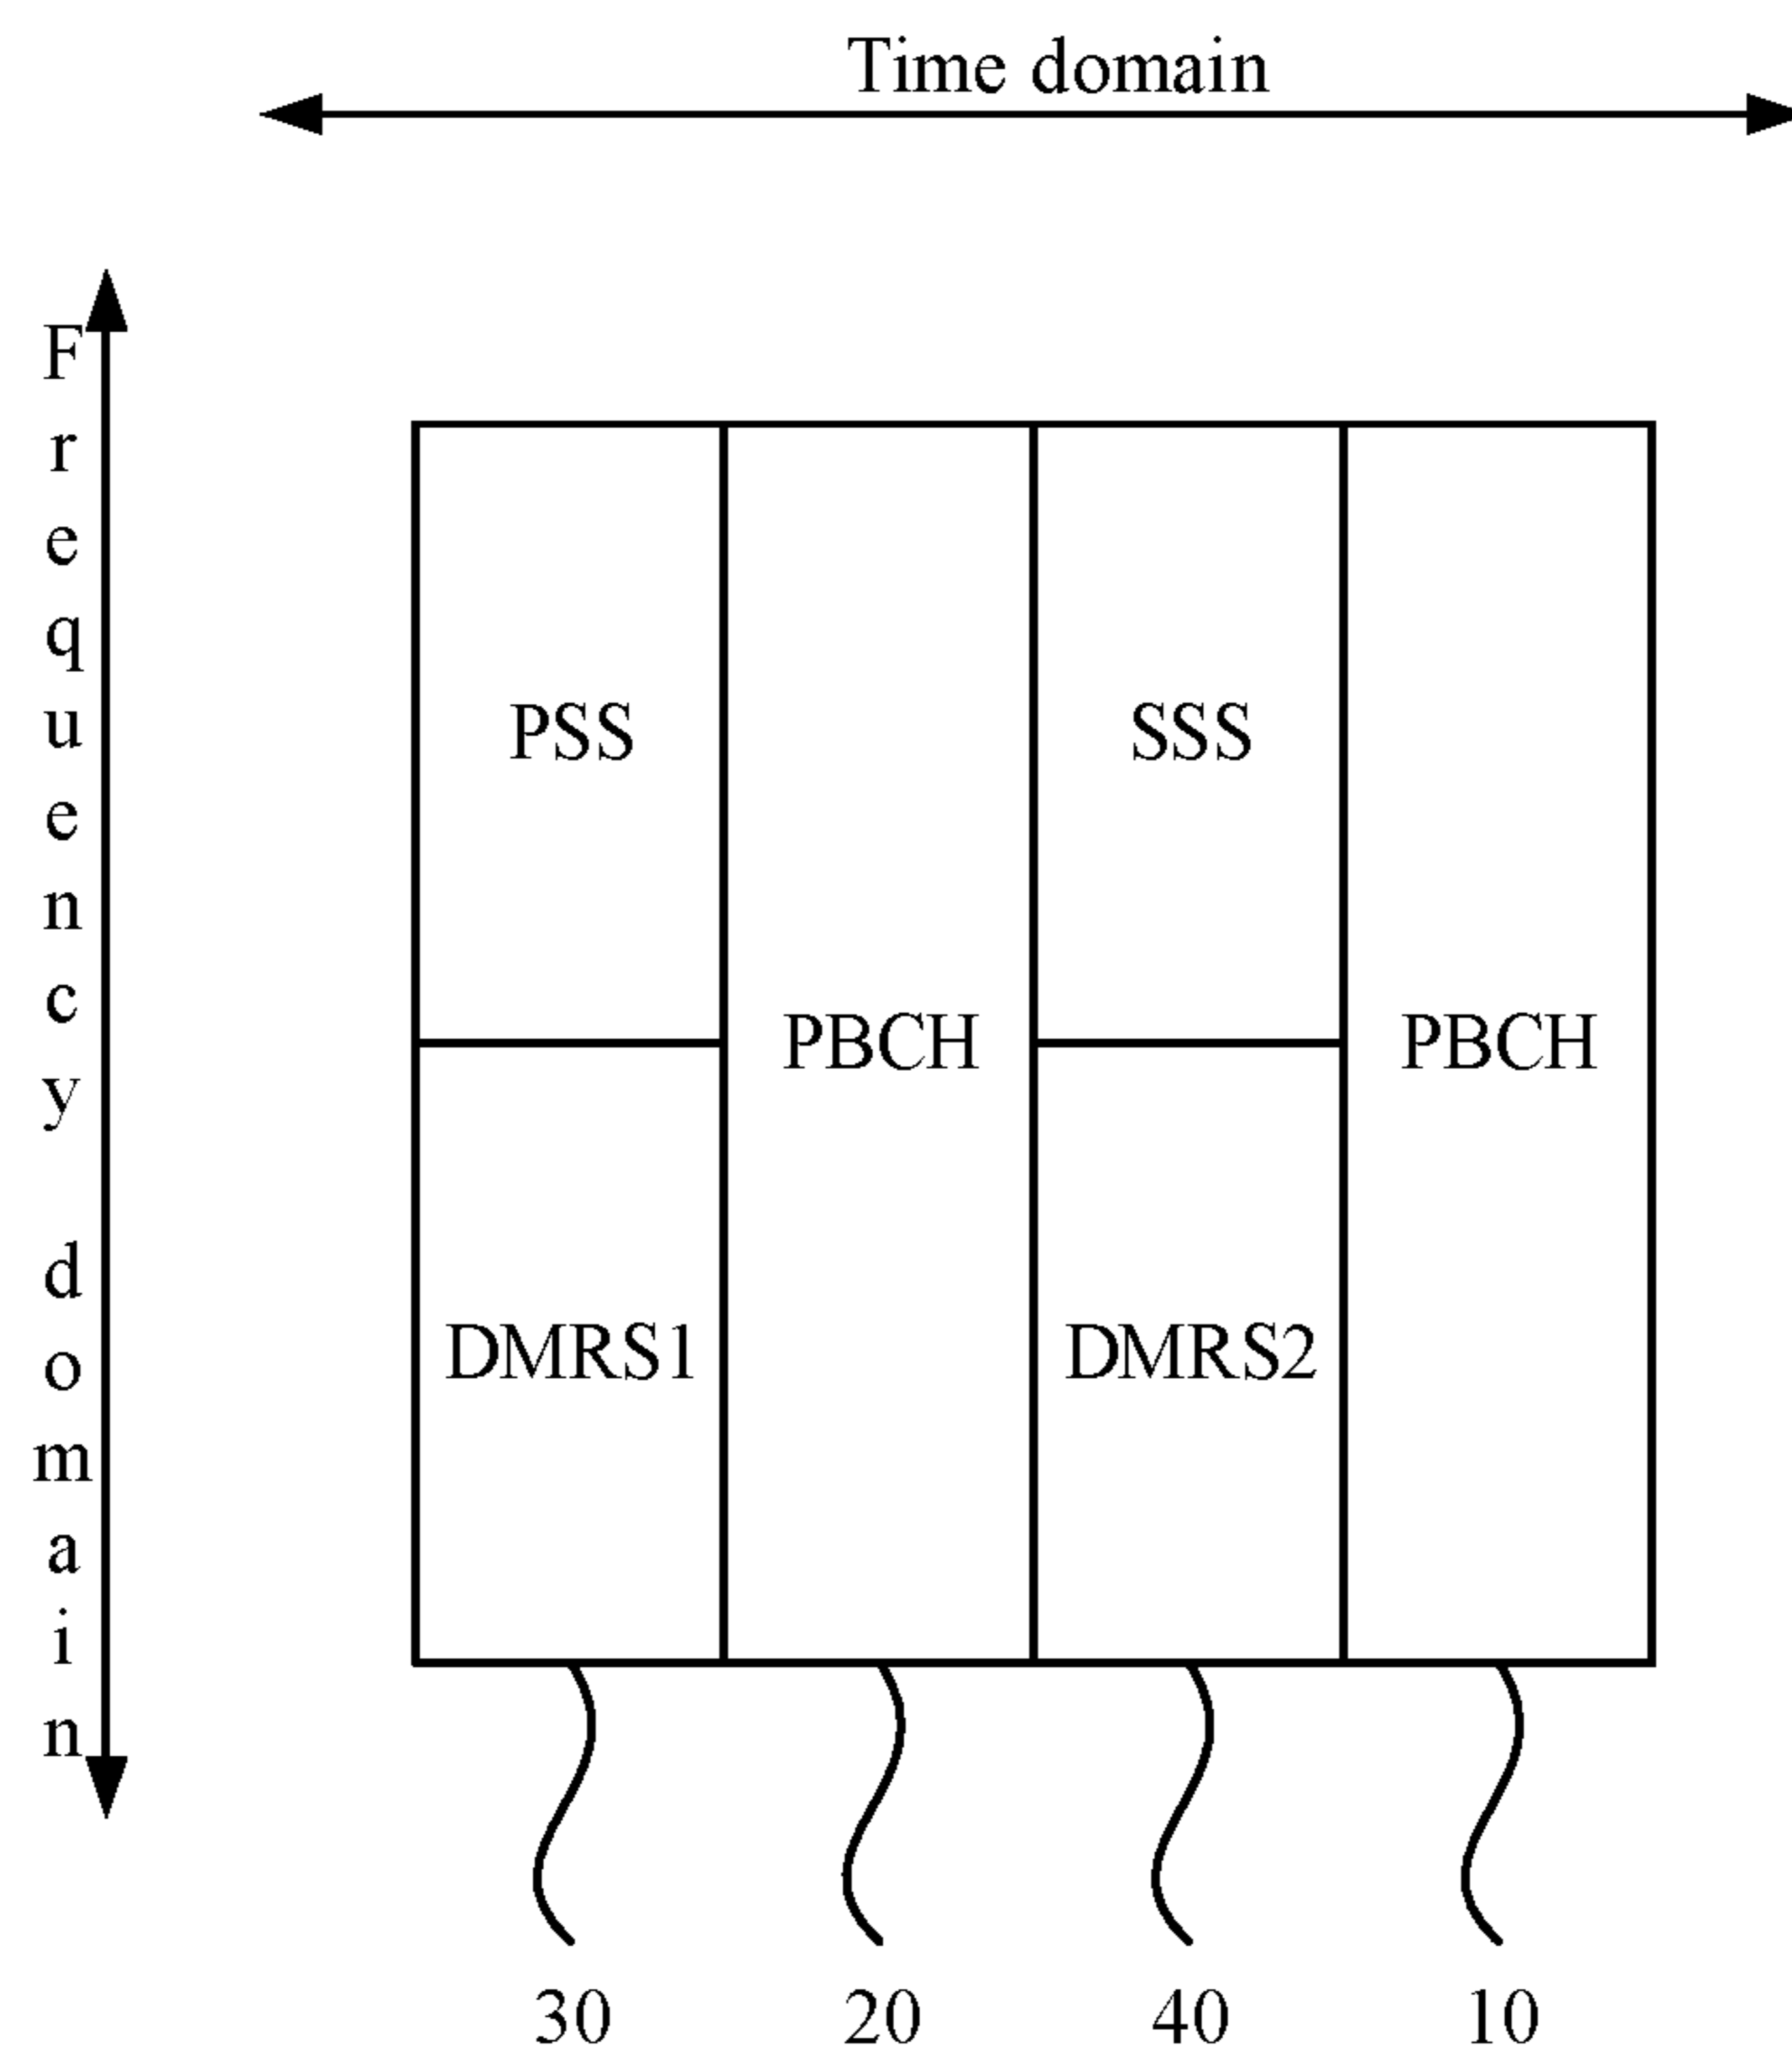 Time domain
Frequency domain
PSS
SSS
PBCH
PBCH
DMRS1
DMRS2
30
20
40
10